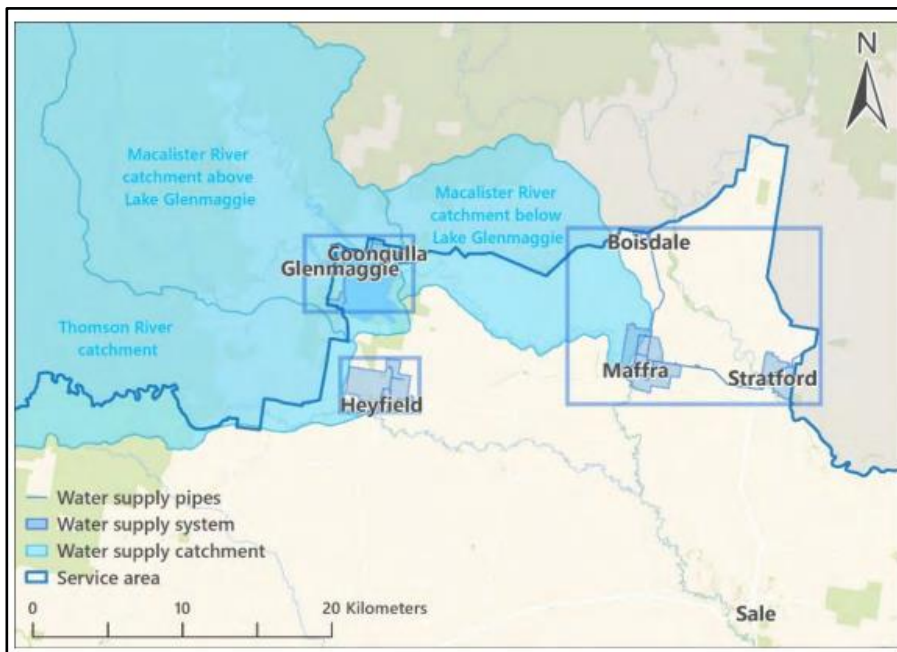 N
Macalister River
catchment above
Lake Glenmaggie
Macalister River
catchment below
Lake Glenmaggie
Boisdale
Coongulla
Glenmaggie
Thomson River
catchment
Maffra
Stratford
Heyfield
Water supply pipes
Water supply system
Water supply catchment
Service area
0 10 20 Kilometers
Sale